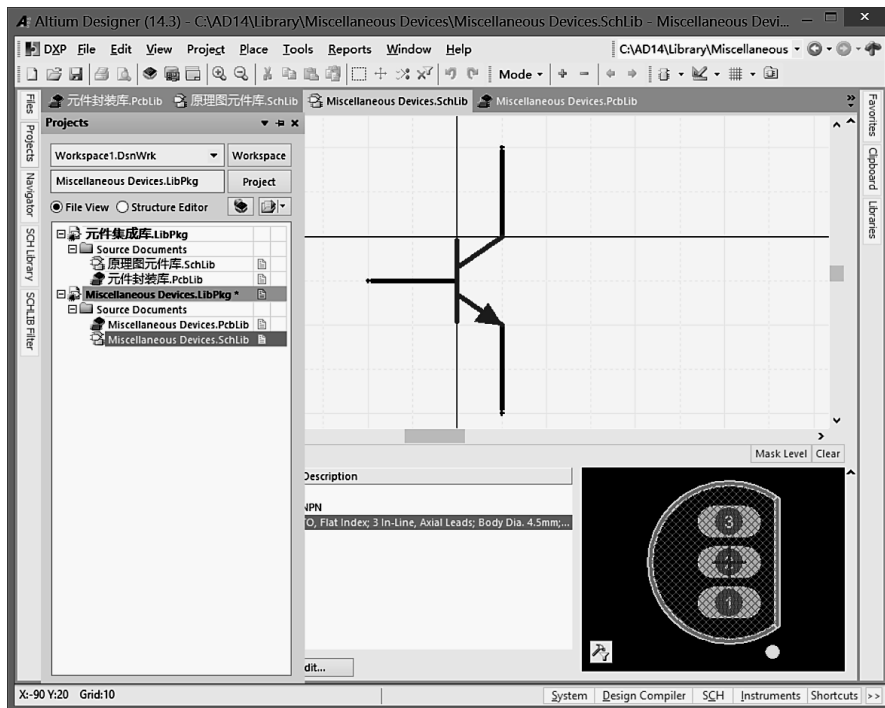 Altium Designer (14.3) - C:\AD14\Library\Miscellaneous Devices\Miscellaneous Devices.SchLib - Miscellaneous Devi...
DXP File Edit View Project Place Tools Reports Window Help C:\AD14\Library\Miscellaneous
Mode
元件封装库.PcbLib 原理图元件库.SchLib Miscellaneous Devices.SchLib Miscellaneous Devices.PcbLib
Files
Projects
Navigator
SCH Library
SCHLIB Filter
Projects
Workspace1.DsnWrk Workspace
Miscellaneous Devices.LibPkg Project
File View Structure Editor
元件集成库.LibPkg
Source Documents
原理图元件库.SchLib
元件封装库.PcbLib
Miscellaneous Devices.LibPkg *
Source Documents
Miscellaneous Devices.PcbLib
Miscellaneous Devices.SchLib
Favorites
Clipboard
Libraries
Mask Level Clear
Description
NPN
TO, Flat Index; 3 In-Line, Axial Leads; Body Dia. 4.5mm;...
3
2
1
dit...
X:-90 Y:20 Grid:10 System Design Compiler SCH Instruments Shortcuts >>